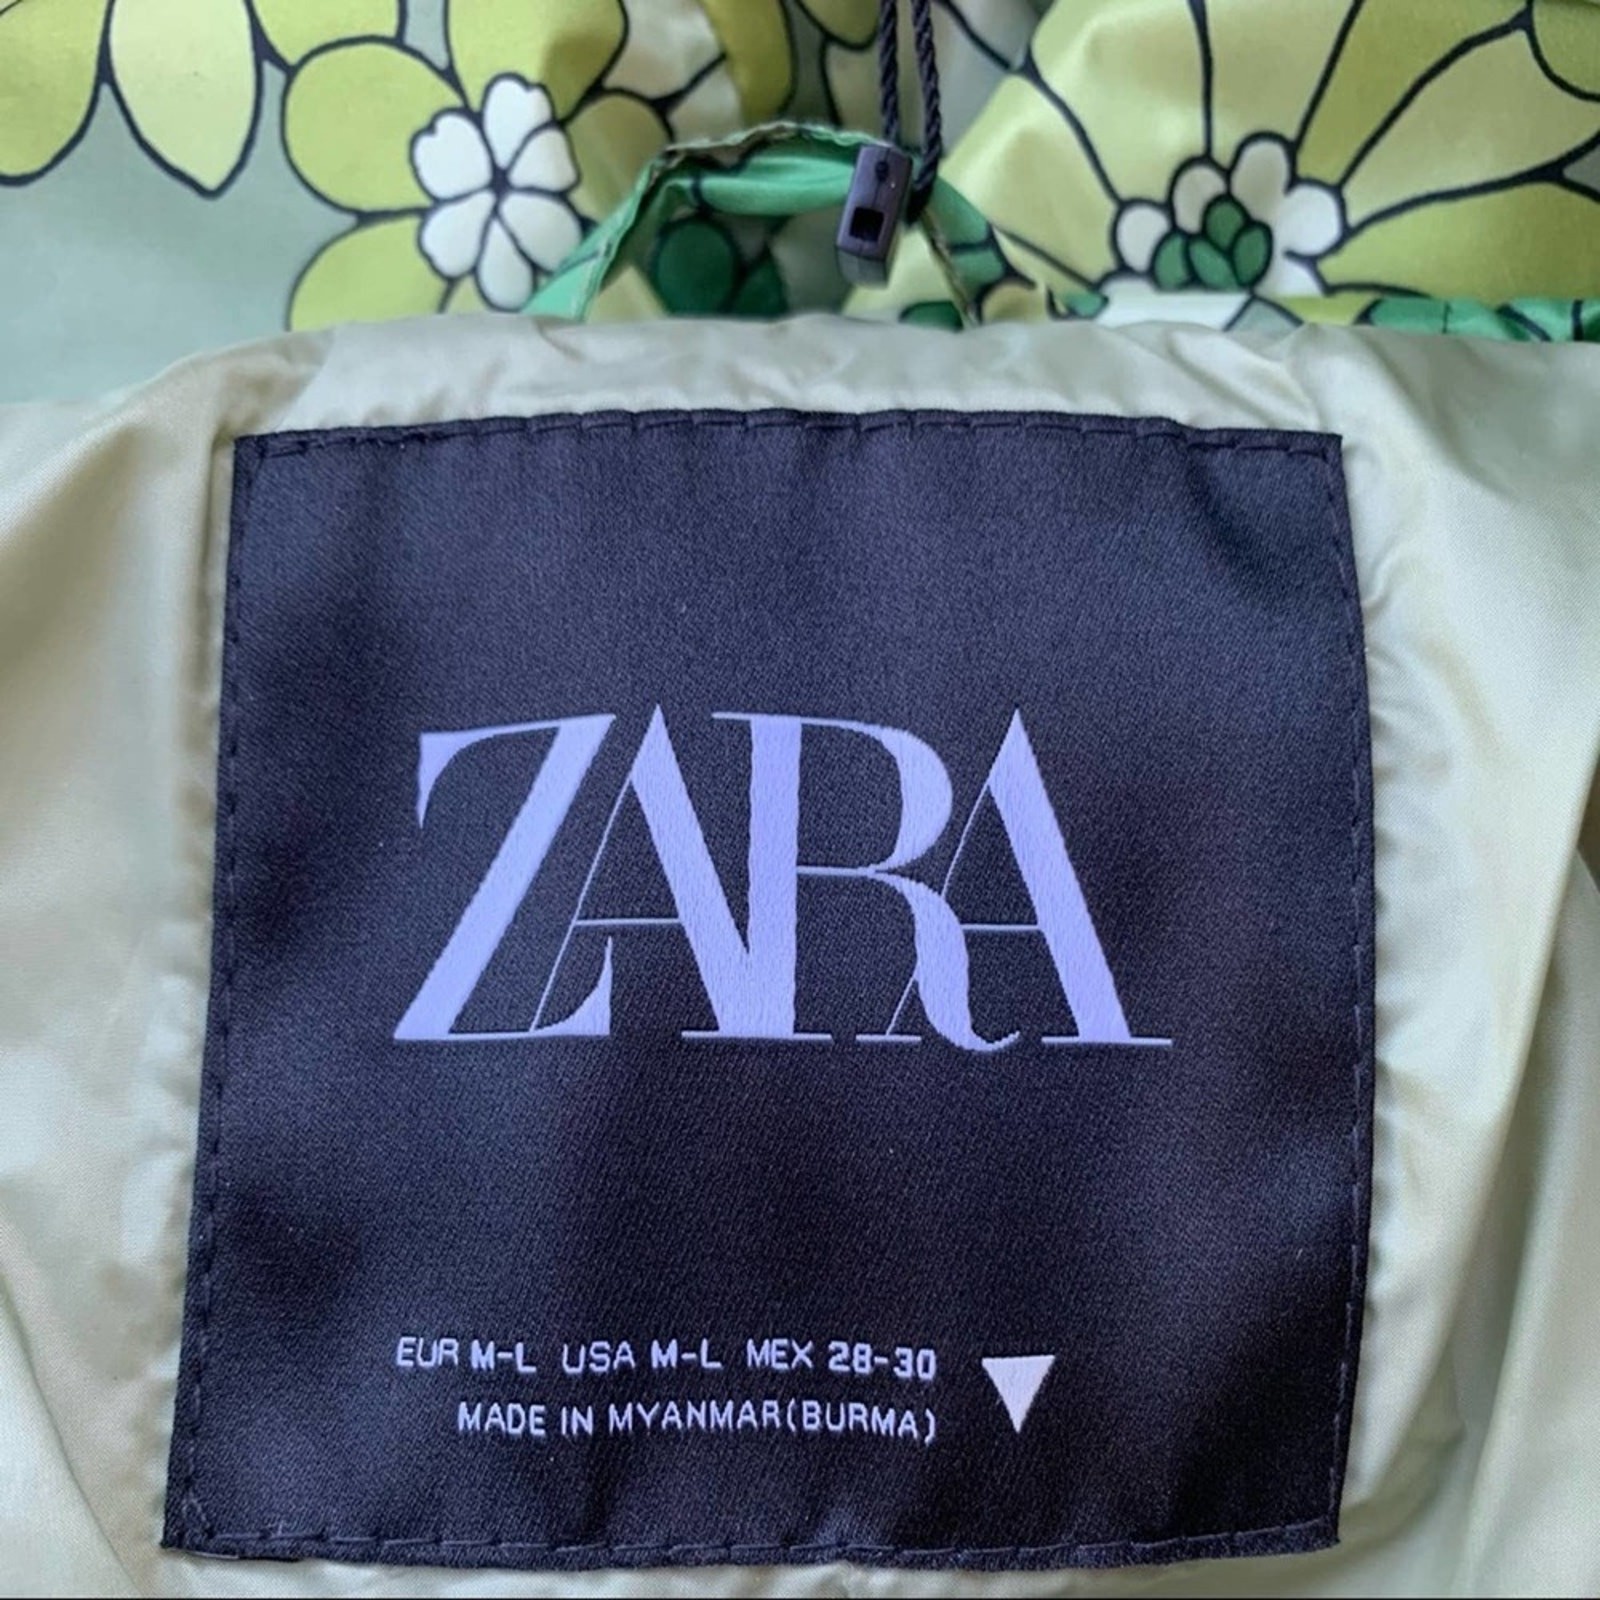 ZARA
EUR M-L USA M-L MEX 28-30
MADE IN MYANMAR(BURMA)